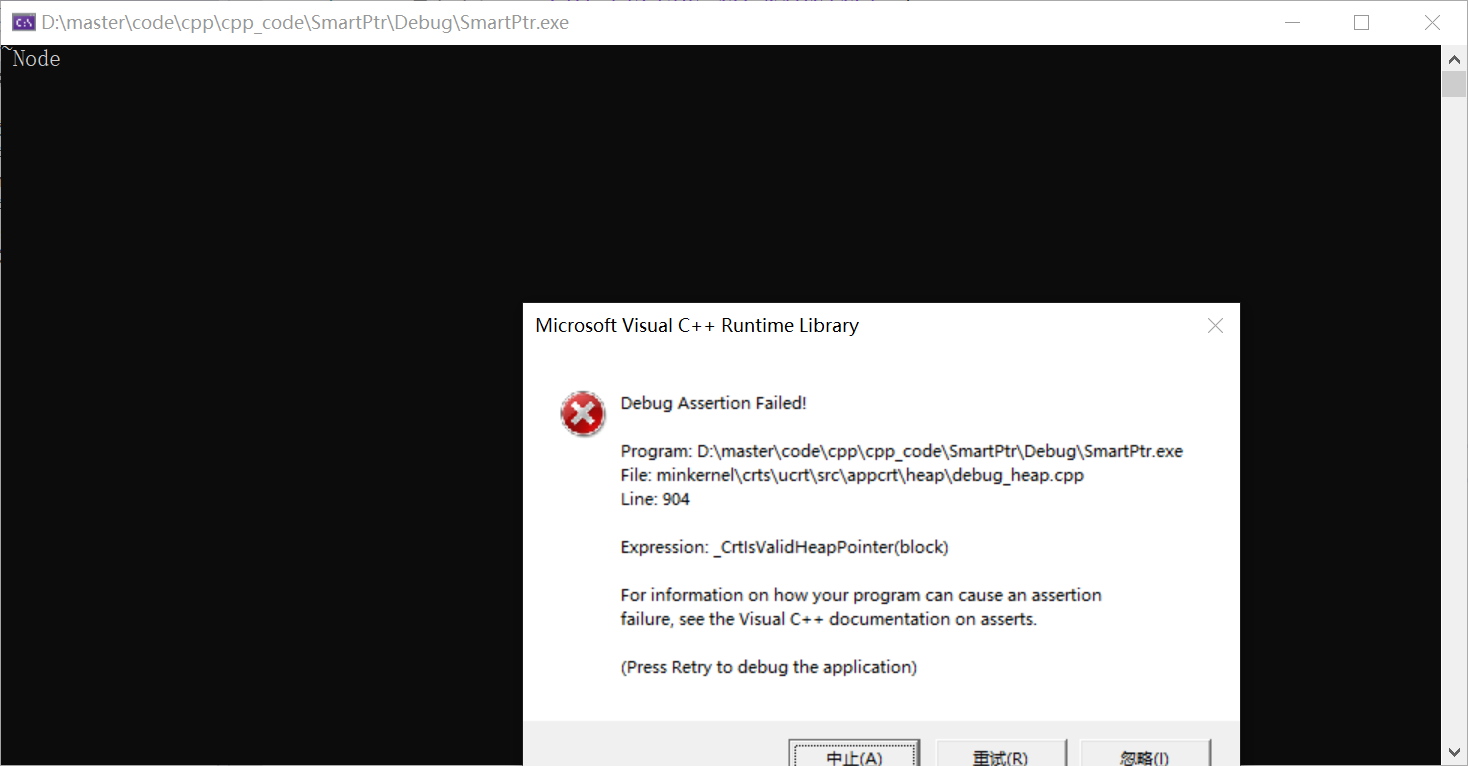 D:\master\code\cpp\cpp_code\SmartPtr\Debug\SmartPtr.exe
~Node
Microsoft Visual C++ Runtime Library
Debug Assertion Failed!
Program: D:\master\code\cpp\cpp_code\SmartPtr\Debug\SmartPtr.exe
File: minkernel\crts\ucrt\src\appcrt\heap\debug_heap.cpp
Line: 904
Expression: _CrtIsValidHeapPointer(block)
For information on how your program can cause an assertion
failure, see the Visual C++ documentation on asserts.
(Press Retry to debug the application)
中止(A) 重试(R) 忽略(I)